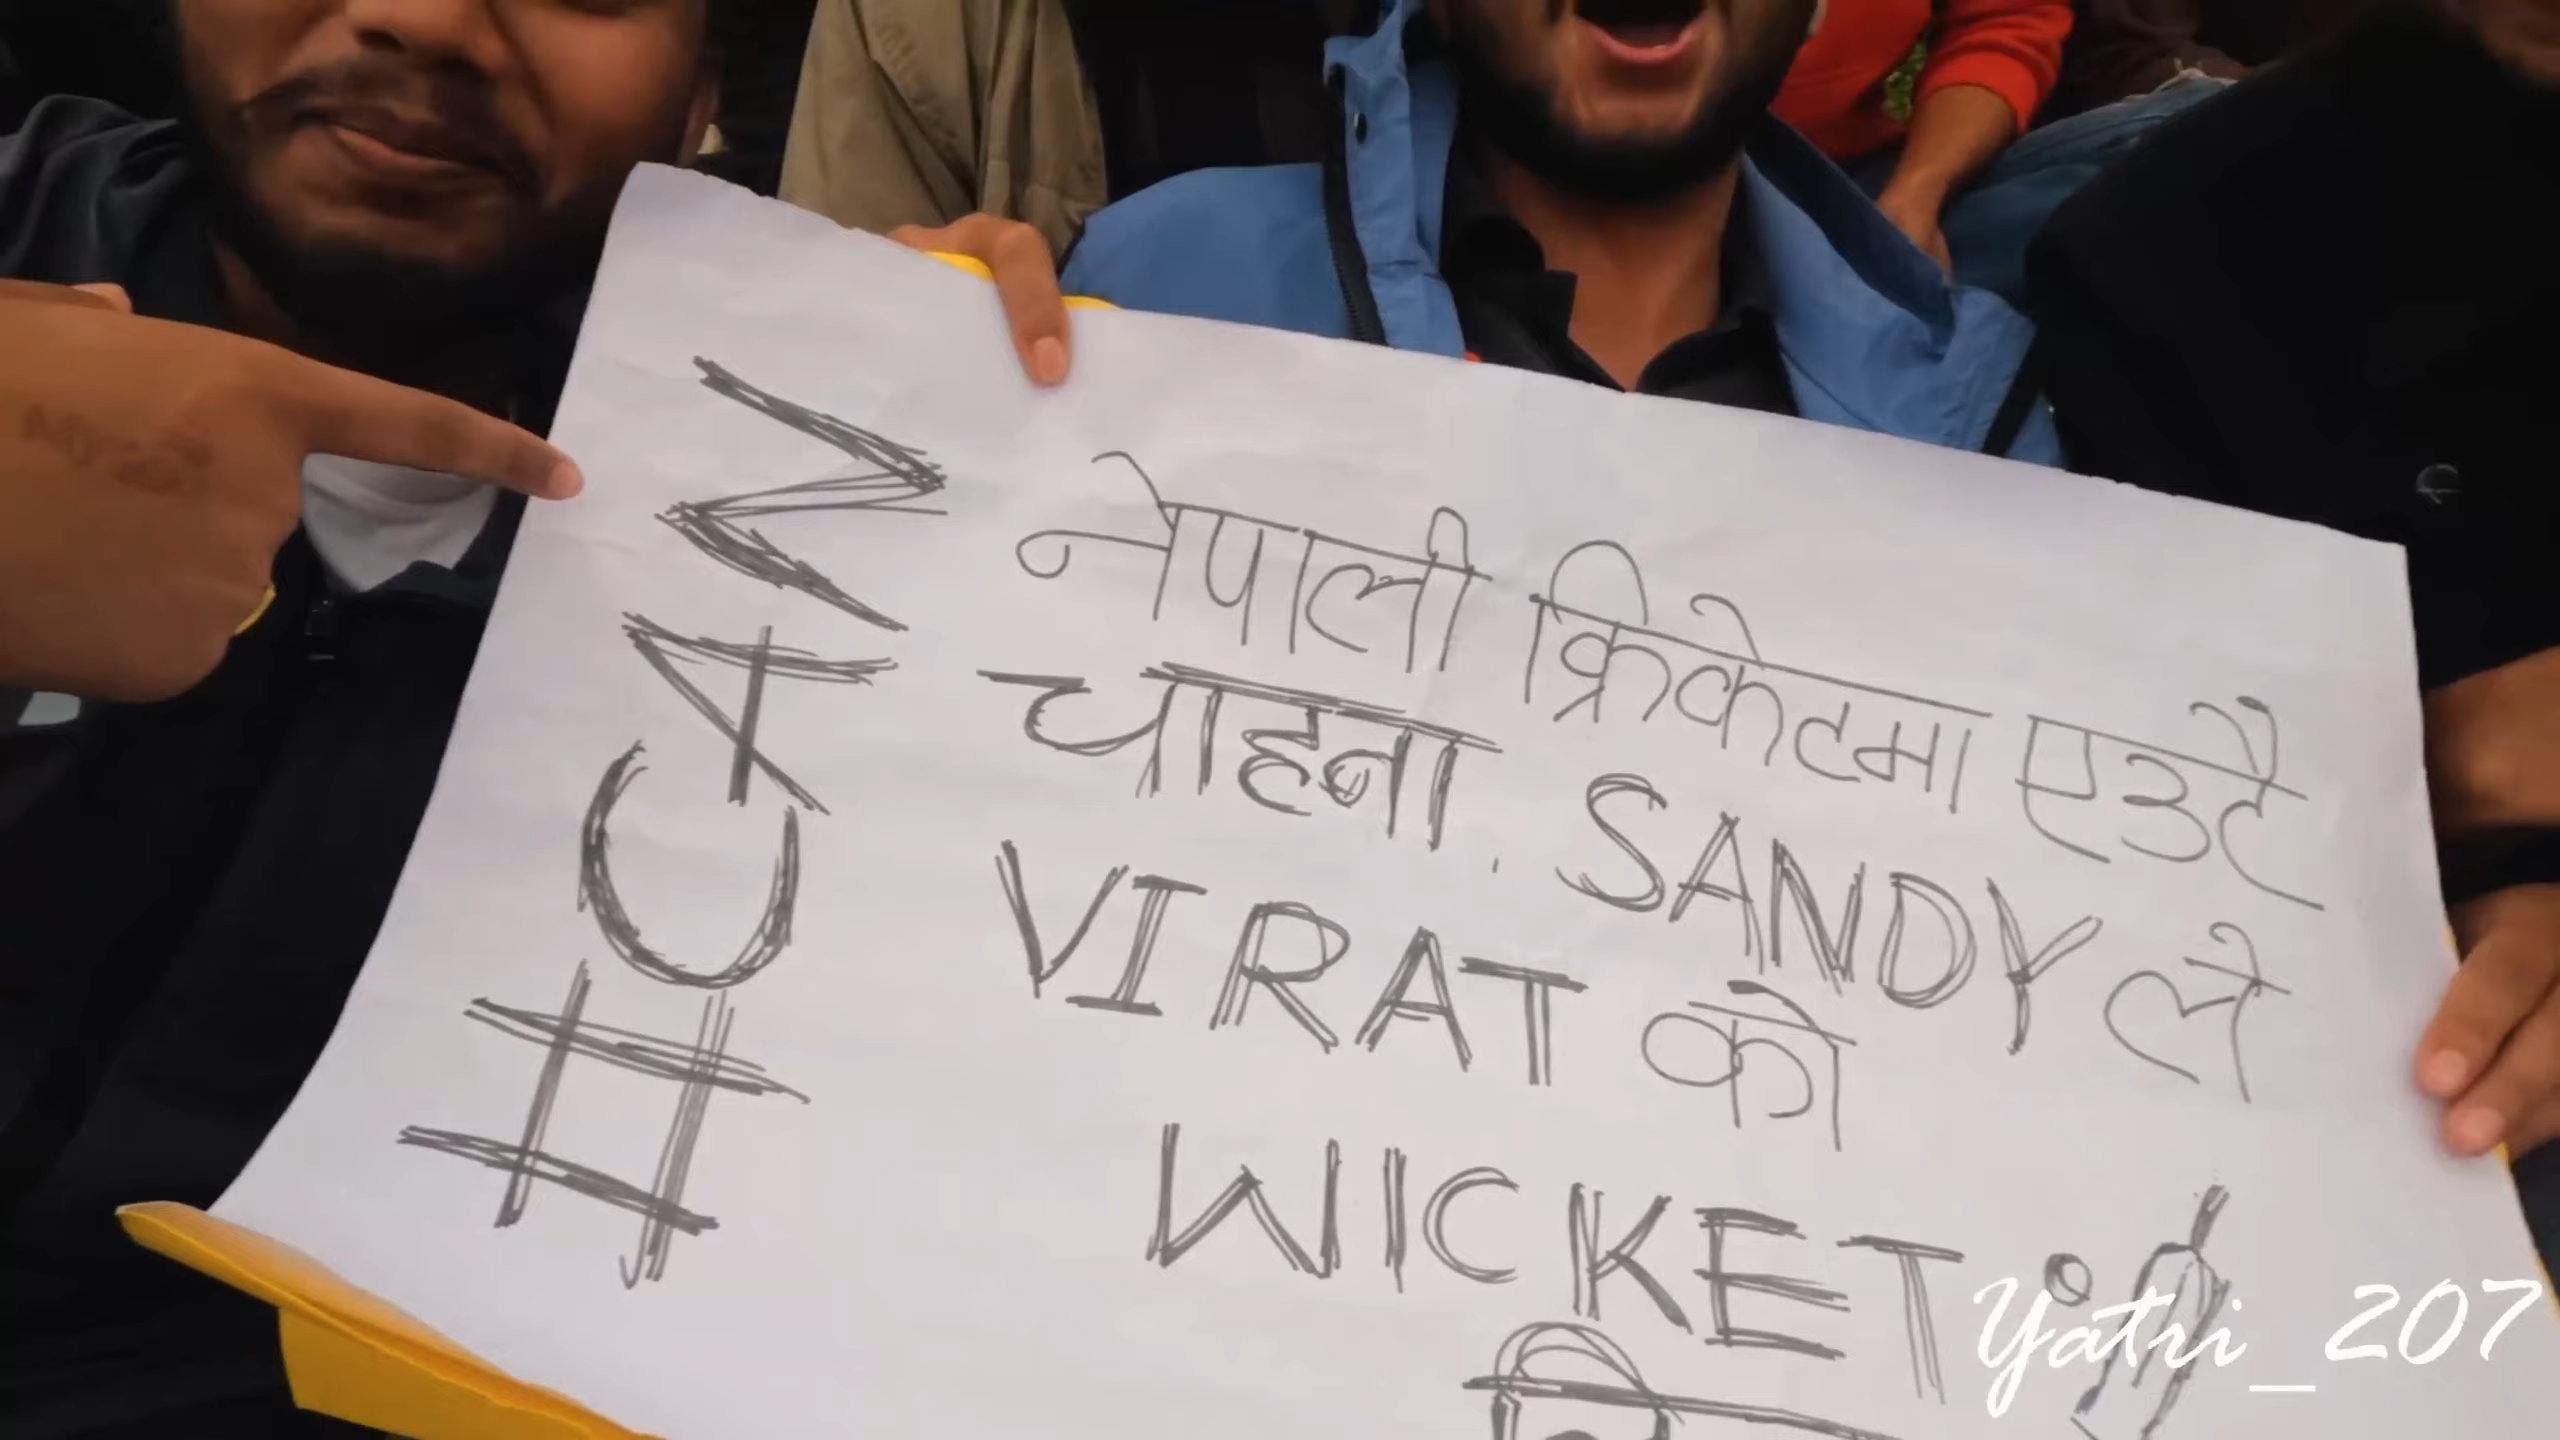 #CAN
नेपाली क्रिकेटमा एउटै
चाहना, SANDY ले
VIRAT को
WICKET
Yatri_207